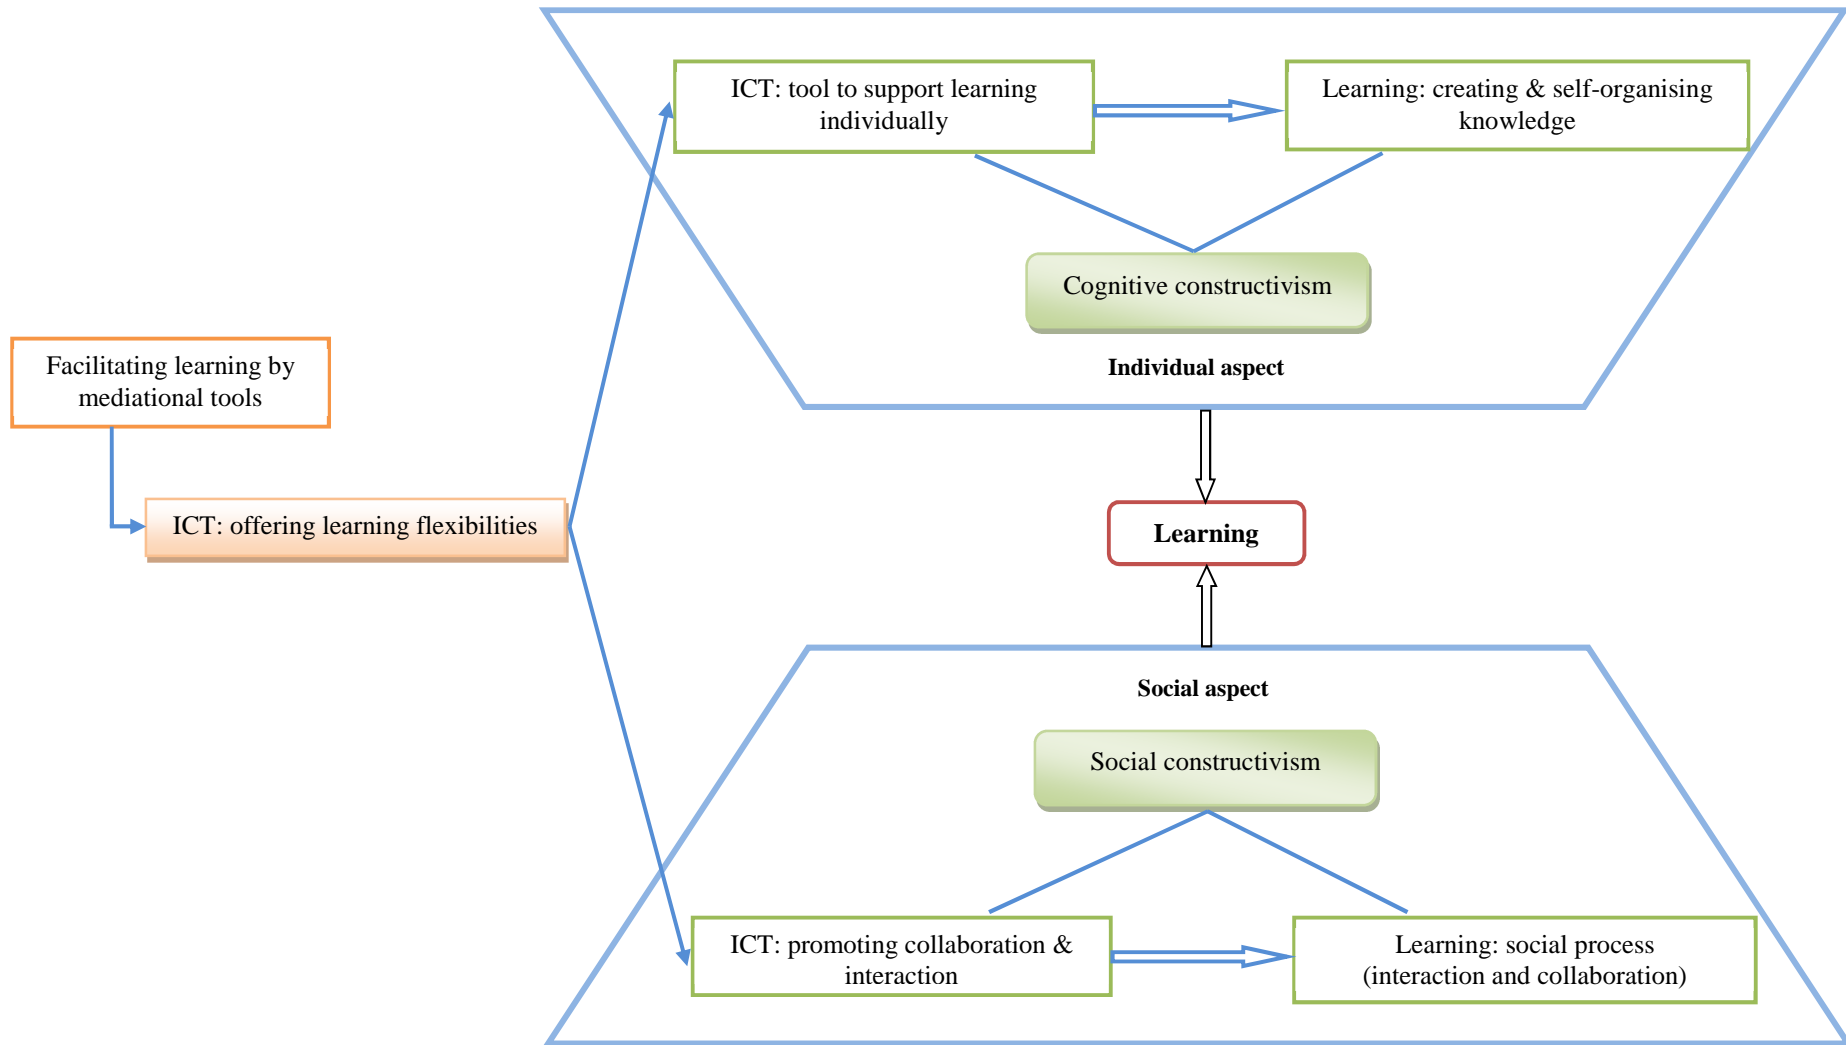 ICT: tool to support learning
individually
Learning: creating & self-organising
knowledge
Cognitive constructivism
Individual aspect
Facilitating learning by
mediational tools
ICT: offering learning flexibilities
Learning
Social aspect
Social constructivism
ICT: promoting collaboration &
interaction
Learning: social process
(interaction and collaboration)